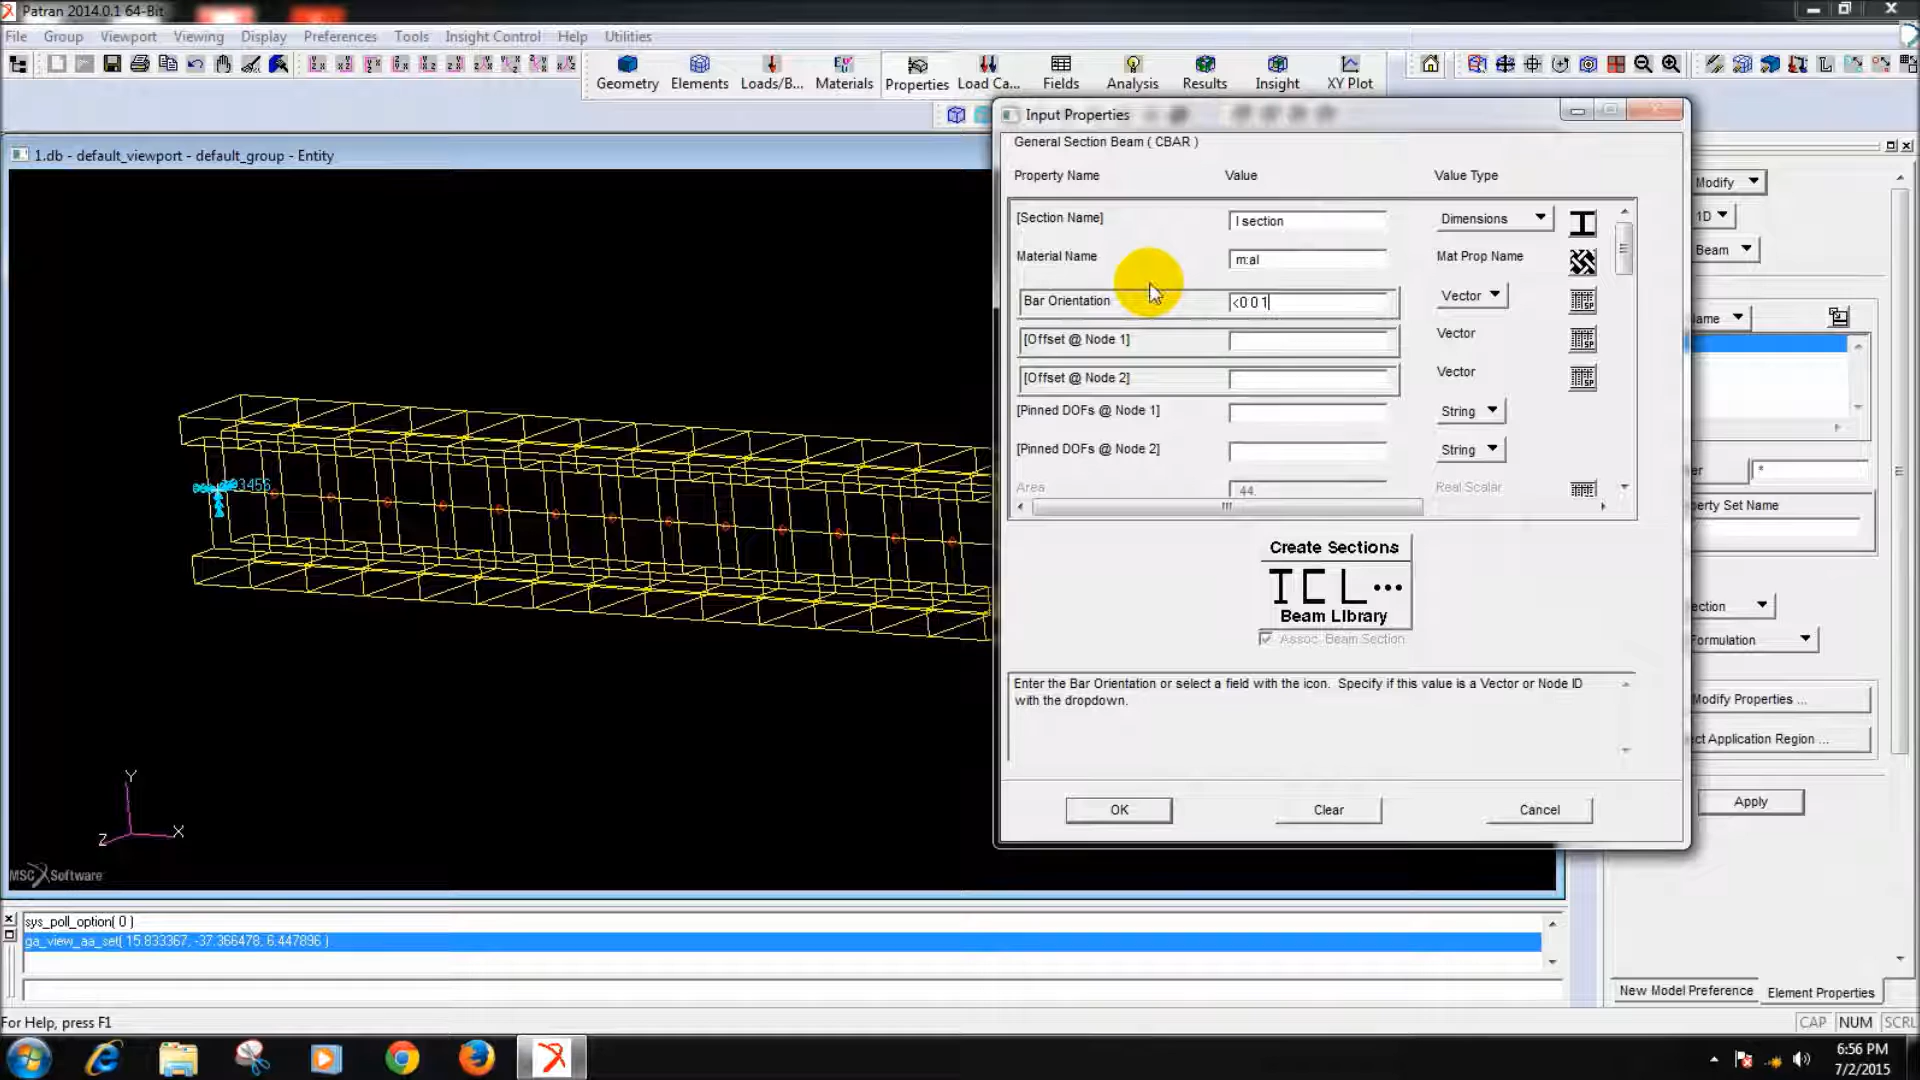 Patran 2014.0.1 64-Bit
File Group Viewport Viewing Display Preferences Tools Insight Control Help Utilities
Geometry Elements Loads/B... Materials Properties Load Ca... Fields Analysis Results Insight XY Plot
1.db - default_viewport - default_group - Entity
Input Properties
General Section Beam ( CBAR )
Property Name Value Value Type
[Section Name] I section Dimensions
Material Name m:al Mat Prop Name
Bar Orientation <0 0 1 Vector
[Offset @ Node 1] Vector
[Offset @ Node 2] Vector
[Pinned DOFs @ Node 1] String
[Pinned DOFs @ Node 2] String
Area 44. Real Scalar
Create Sections
I C L ...
Beam Library
Assoc. Beam Section
Enter the Bar Orientation or select a field with the icon. Specify if this value is a Vector or Node ID
with the dropdown.
OK Clear Cancel
Modify
1D
Beam
ame
er *
perty Set Name
ection
Formulation
Modify Properties ...
ct Application Region ...
Apply
New Model Preference Element Properties
Y
Z
X
MSC Software
sys_poll_option( 0 )
ga_view_aa_set( 15.833367, -37.366478, 6.447896 )
For Help, press F1
CAP NUM SCRL
6:56 PM
7/2/2015